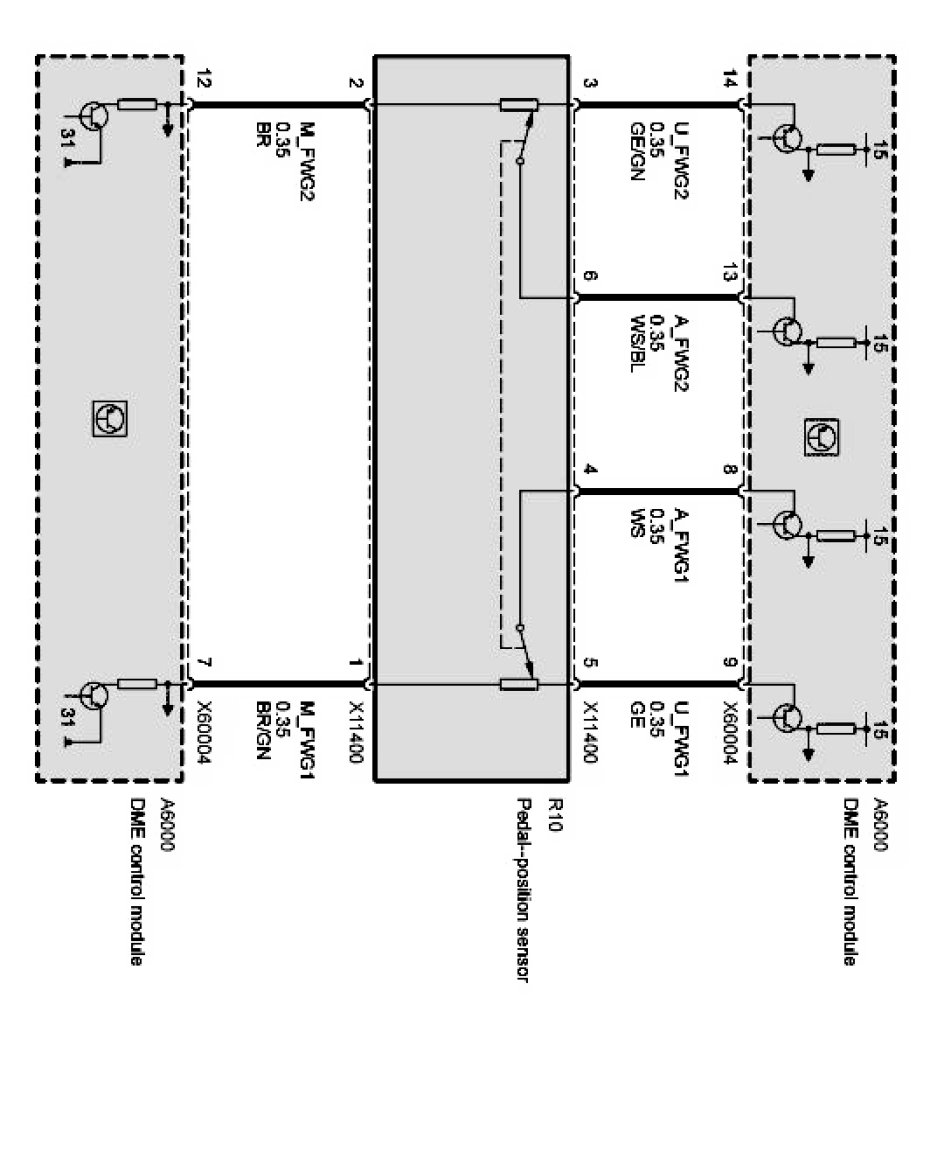 A6000
DME control module
15
15
15
15
14
13
8
9
X60004
U_FWG2
0.35
GE/GN
A_FWG2
0.35
WS/BL
A_FWG1
0.35
WS
U_FWG1
0.35
GE
3
6
4
5
X11400
R10
Pedal--position sensor
2
1
X11400
M_FWG2
0.35
BR
M_FWG1
0.35
BR/GN
12
7
X60004
31
31
A6000
DME control module